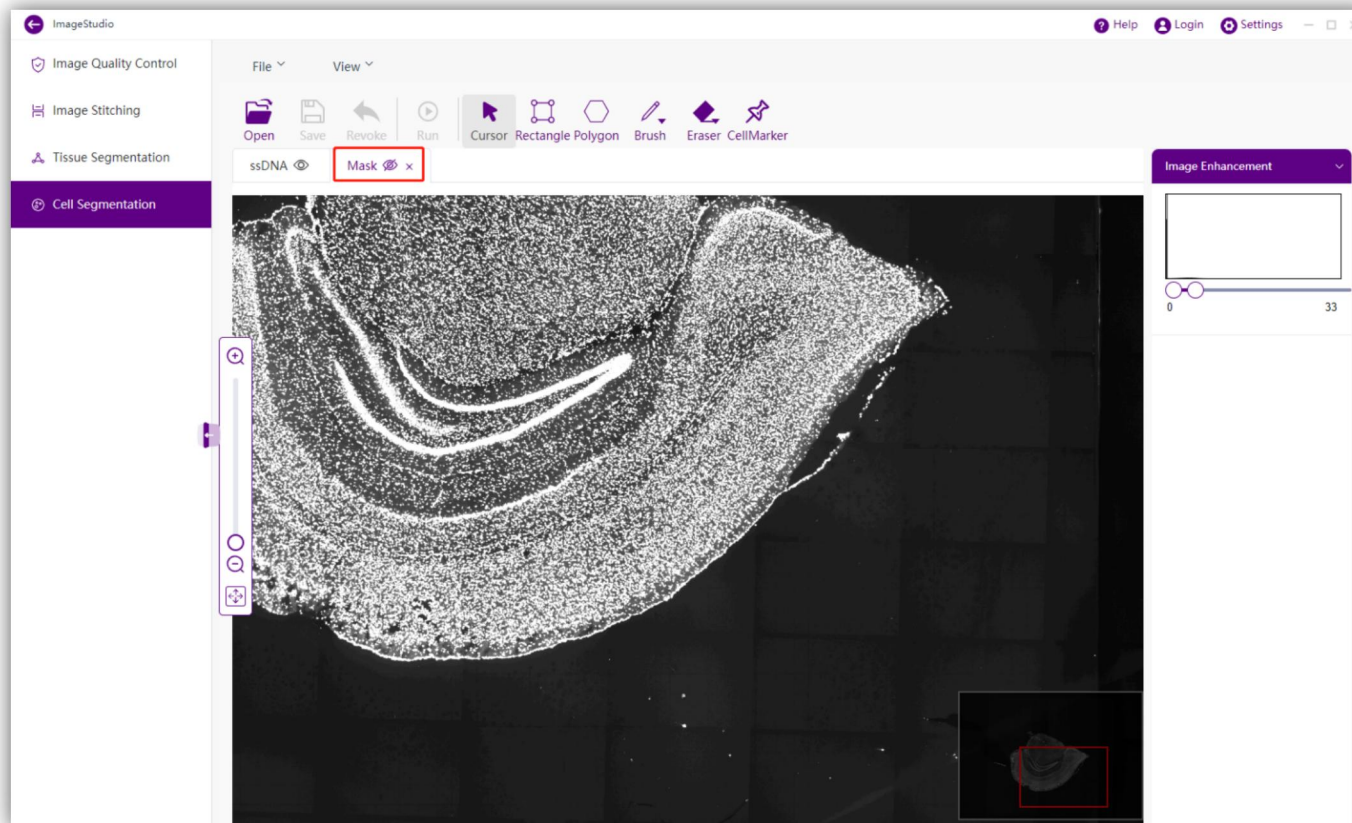 ImageStudio
Help Login Settings
Image Quality Control
Image Stitching
Tissue Segmentation
Cell Segmentation
File View
Open Save Revoke Run Cursor Rectangle Polygon Brush Eraser CellMarker
ssDNA Mask ×
Image Enhancement
0 33